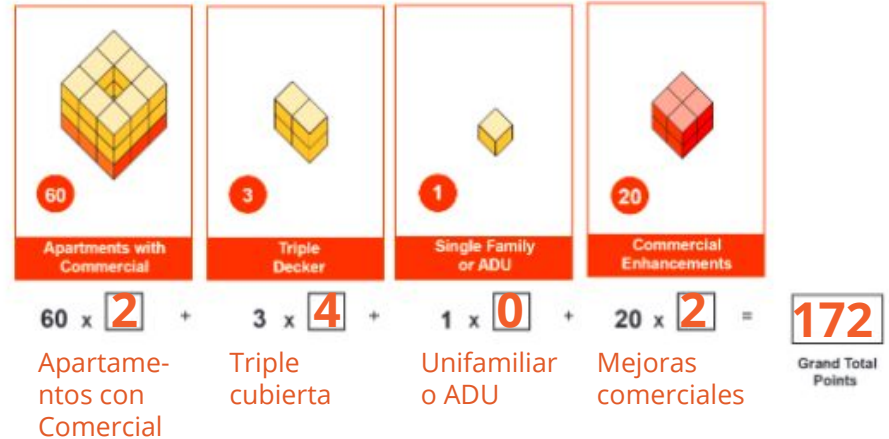 60
3
1
20
Apartments with
Commercial
Triple
Decker
Single Family
or ADU
Commercial
Enhancements
60 x 2 + 3 x 4 + 1 x 0 + 20 x 2 = 172
Grand Total
Points
Apartame-
ntos con
Comercial
Triple
cubierta
Unifamiliar
o ADU
Mejoras
comerciales